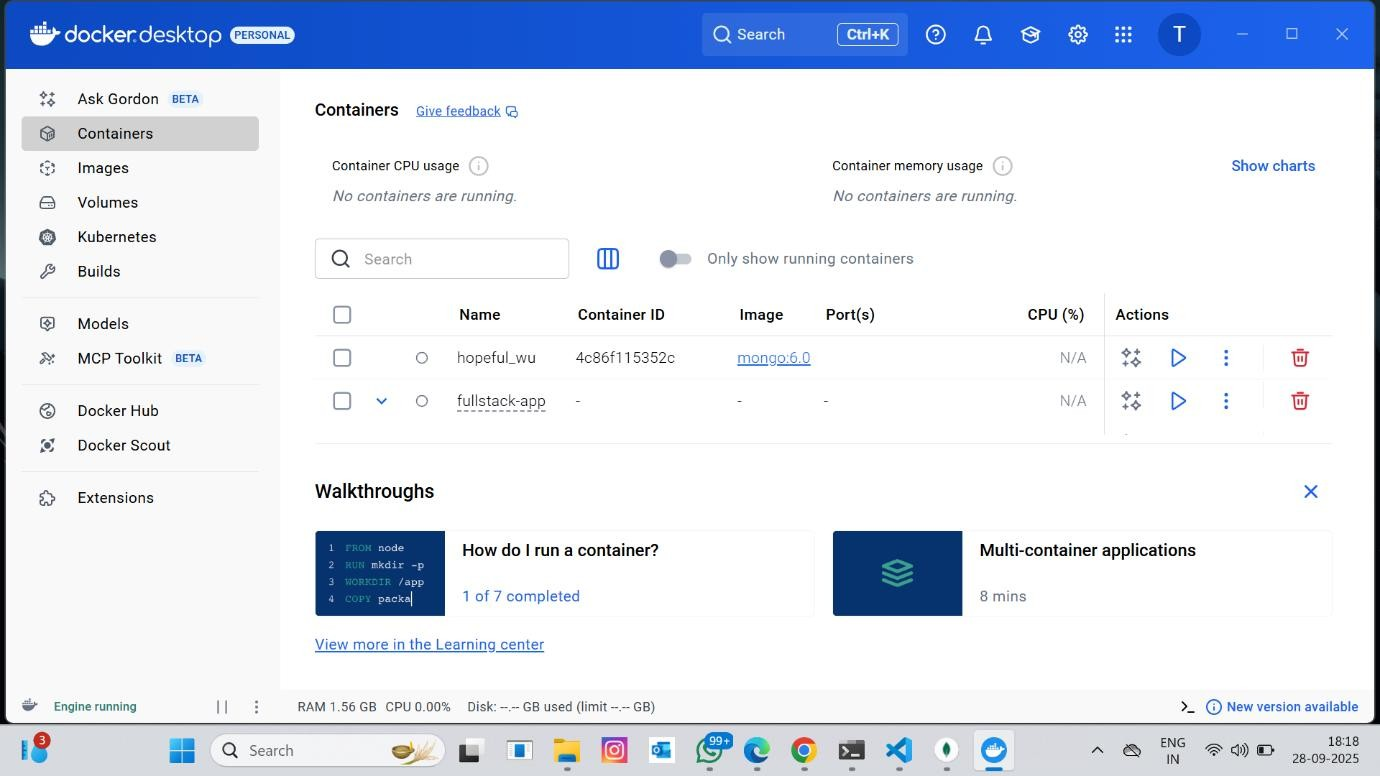 docker.desktop PERSONAL Search Ctrl+K T
Ask Gordon BETA
Containers
Images
Volumes
Kubernetes
Builds
Models
MCP Toolkit BETA
Docker Hub
Docker Scout
Extensions
Containers Give feedback
Container CPU usage Container memory usage Show charts
No containers are running. No containers are running.
Search Only show running containers
Name Container ID Image Port(s) CPU (%) Actions
hopeful_wu 4c86f115352c mongo:6.0 N/A
fullstack-app - - - N/A
Walkthroughs
1 FROM node
2 RUN mkdir -p
3 WORKDIR /app
4 COPY packa
How do I run a container?
1 of 7 completed
Multi-container applications
8 mins
View more in the Learning center
Engine running RAM 1.56 GB CPU 0.00% Disk: --.-- GB used (limit --.-- GB) New version available
3 Search 99+ ENG 18:18
IN 28-09-2025